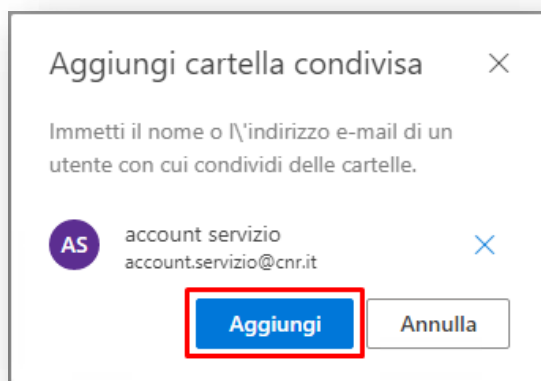 Aggiungi cartella condivisa
Immetti il nome o l\'indirizzo e-mail di un
utente con cui condividi delle cartelle.
AS
account servizio
account.servizio@cnr.it
Aggiungi
Annulla